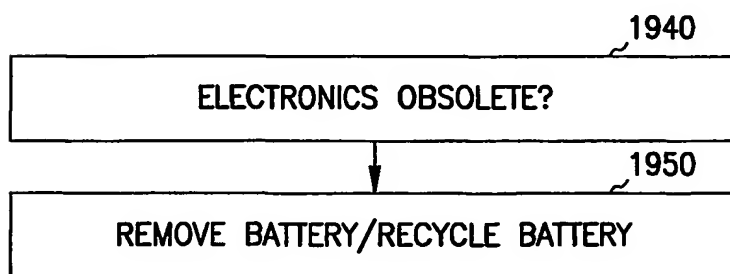 1940
ELECTRONICS OBSOLETE?
1950
REMOVE BATTERY/RECYCLE BATTERY